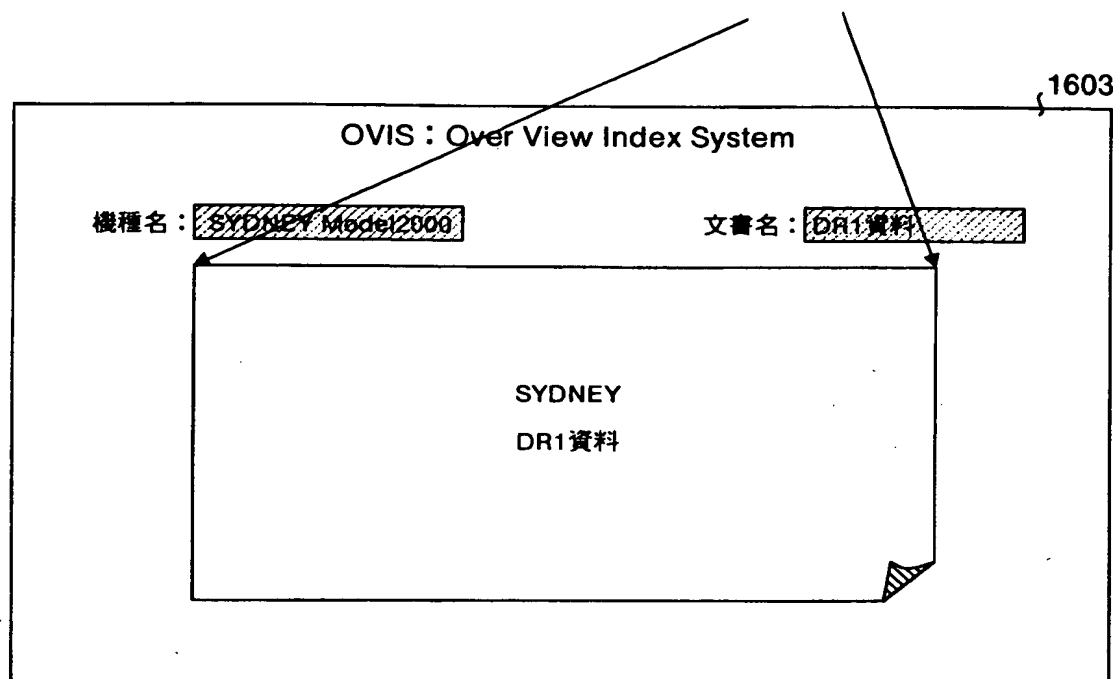 1603
OVIS：Over View Index System
機種名： SYDNEY Model2000 文書名： DR1資料
SYDNEY
DR1資料